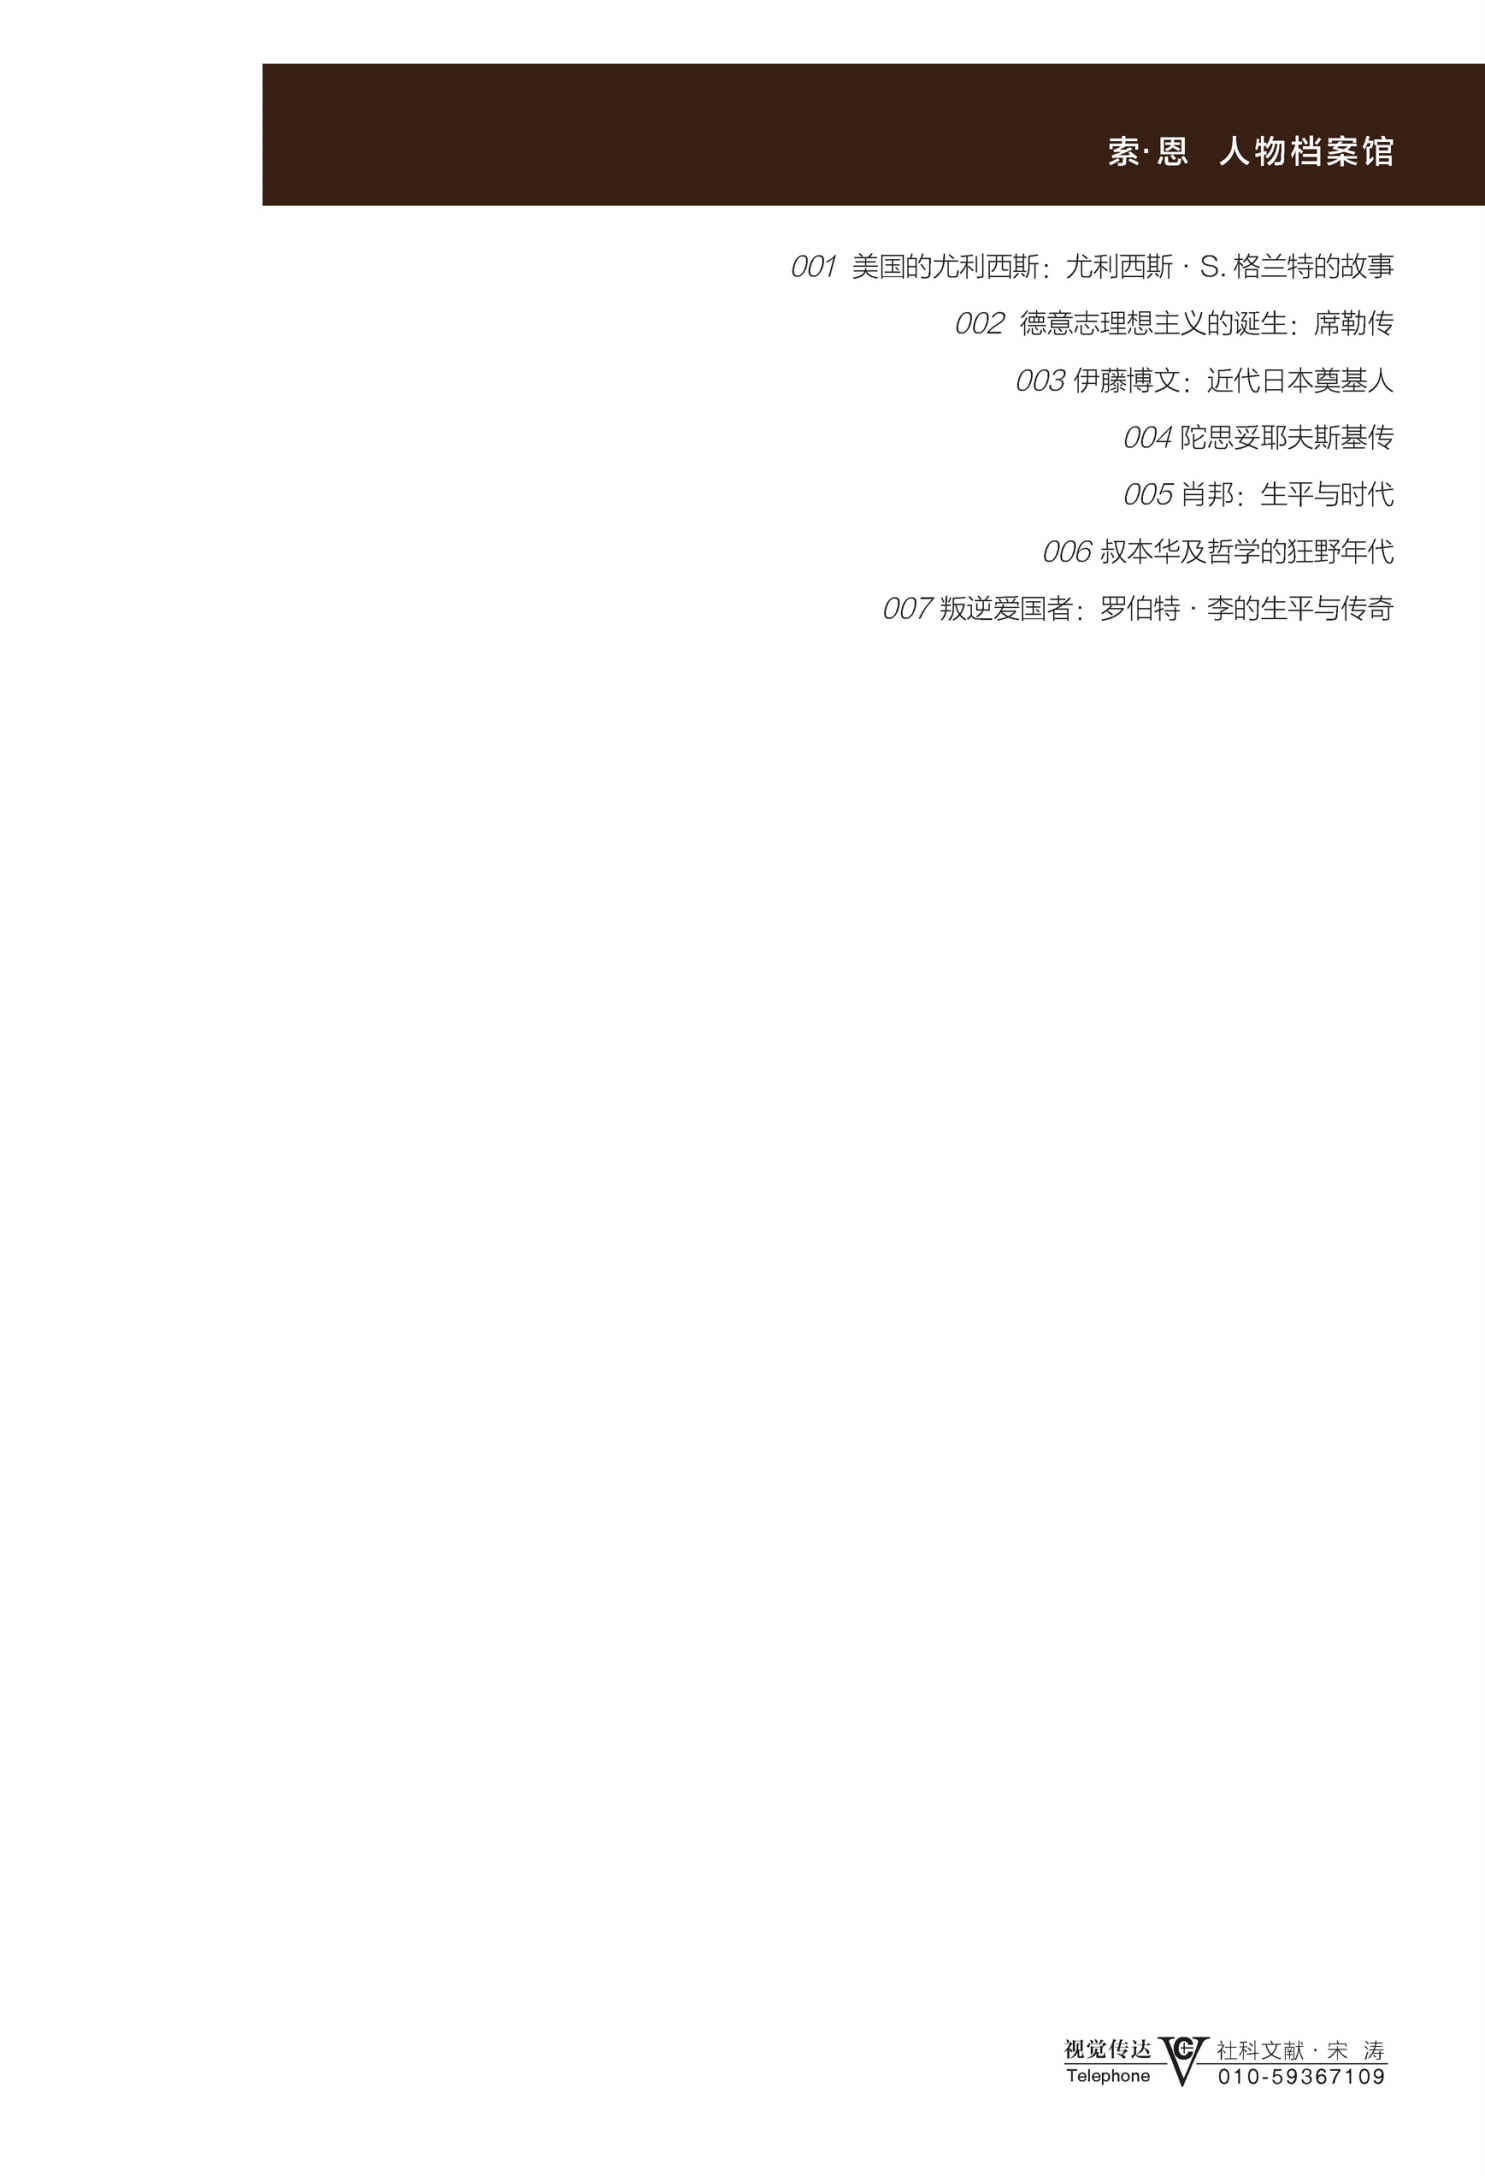 索·恩 人物档案馆
001 美国的尤利西斯：尤利西斯·S. 格兰特的故事
002 德意志理想主义的诞生：席勒传
003 伊藤博文：近代日本奠基人
004 陀思妥耶夫斯基传
005 肖邦：生平与时代
006 叔本华及哲学的狂野年代
007 叛逆爱国者：罗伯特·李的生平与传奇
视觉传达 社科文献·宋 涛
Telephone 010-59367109